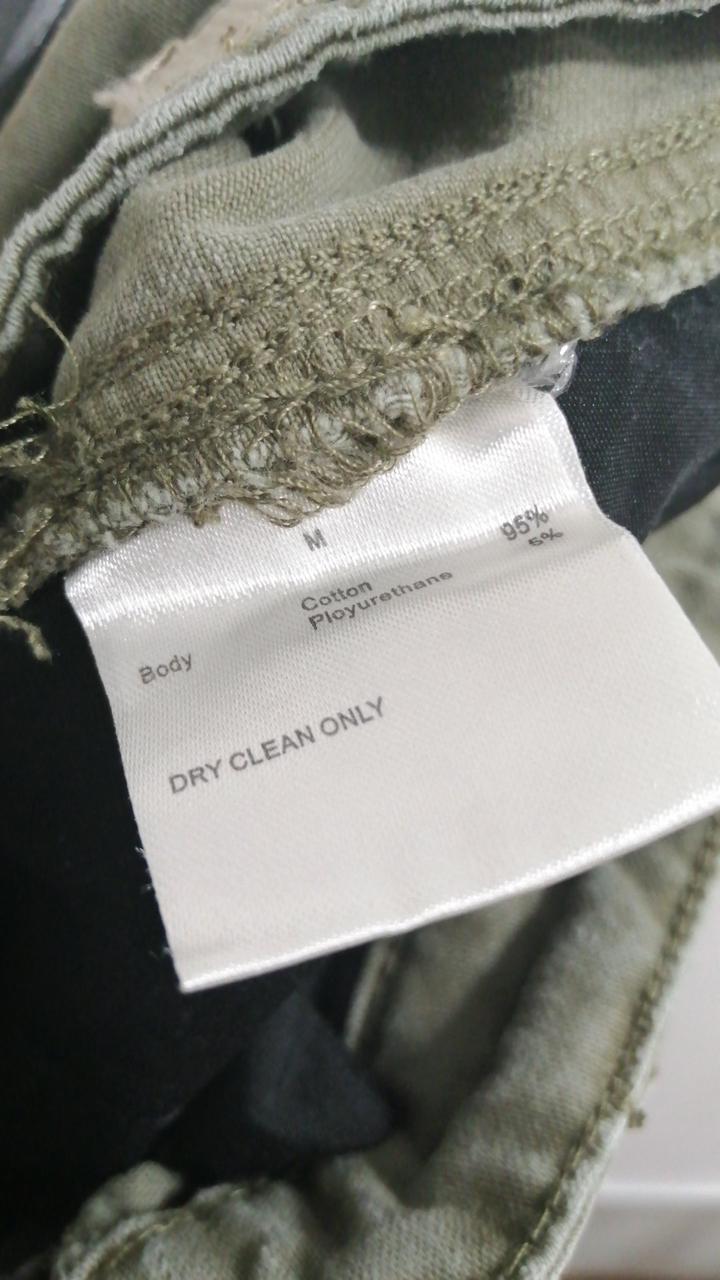 M
Cotton 95%
Ployurethane 5%
Body
DRY CLEAN ONLY